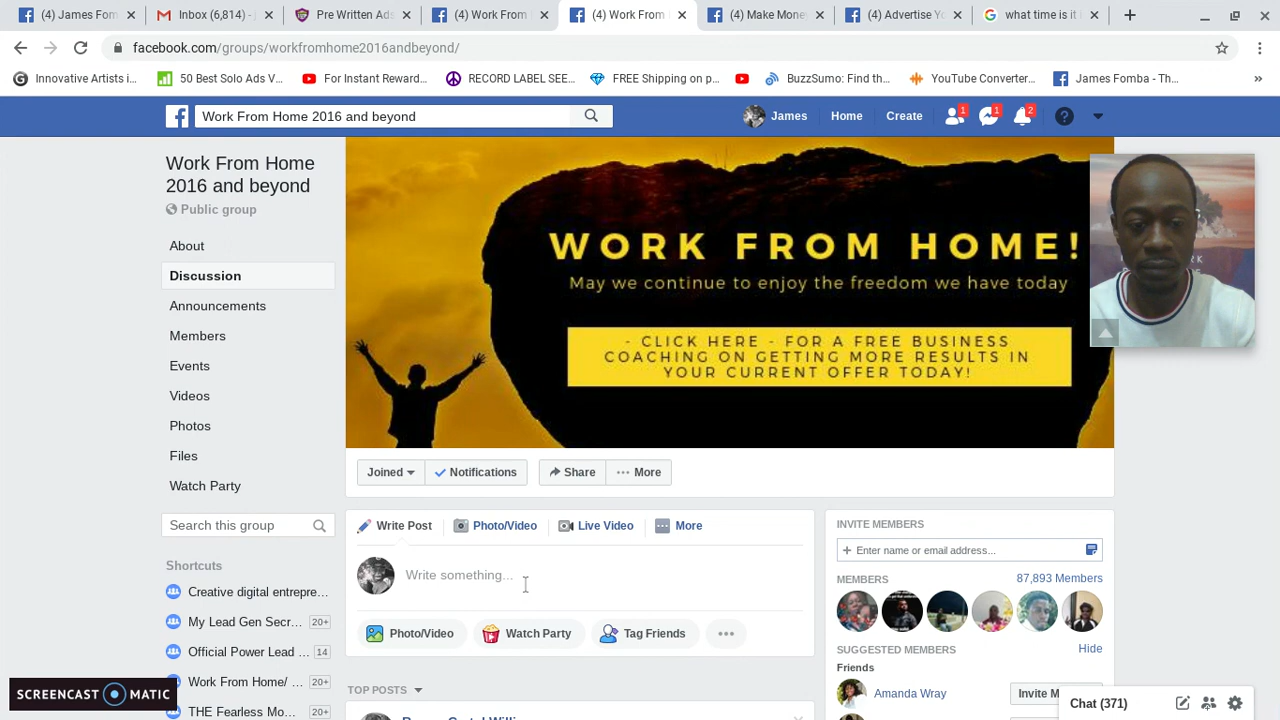 (4) James Fom
Inbox (6,814) - j
Pre Written Ads
(4) Work From
(4) Work From
(4) Make Mone
(4) Advertise Yo
what time is it i
facebook.com/groups/workfromhome2016andbeyond/
Innovative Artists i...
50 Best Solo Ads V...
For Instant Reward...
RECORD LABEL SEE...
FREE Shipping on p...
BuzzSumo: Find th...
YouTube Converter...
James Fomba - Th...
»
Work From Home 2016 and beyond
James
Home
Create
1
1
2
Work From Home
2016 and beyond
Public group
About
Discussion
Announcements
Members
Events
Videos
Photos
Files
Watch Party
Search this group
Shortcuts
Creative digital entrepre...
My Lead Gen Secr... 20+
Official Power Lead ... 14
Work From Home/ ... 20+
THE Fearless Mo... 20+
WORK FROM HOME!
May we continue to enjoy the freedom we have today
- CLICK HERE - FOR A FREE BUSINESS
COACHING ON GETTING MORE RESULTS IN
YOUR CURRENT OFFER TODAY!
Joined
Notifications
Share
More
Write Post
Photo/Video
Live Video
More
Write something...
Photo/Video
Watch Party
Tag Friends
TOP POSTS
INVITE MEMBERS
+ Enter name or email address...
MEMBERS
87,893 Members
SUGGESTED MEMBERS
Hide
Friends
Amanda Wray
Invite M
Chat (371)
SCREENCAST MATIC